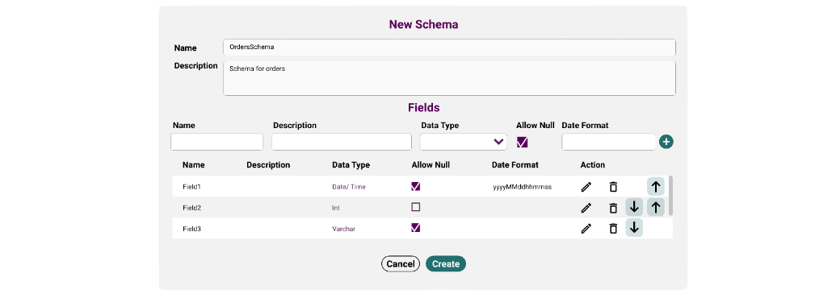 New Schema
Name OrdersSchema
Description Schema for orders
Fields
Name Description Data Type Allow Null Date Format
Name Description Data Type Allow Null Date Format Action
Field1 Date/ Time yyyyMMddhhmmss
Field2 Int
Field3 Varchar
Cancel Create